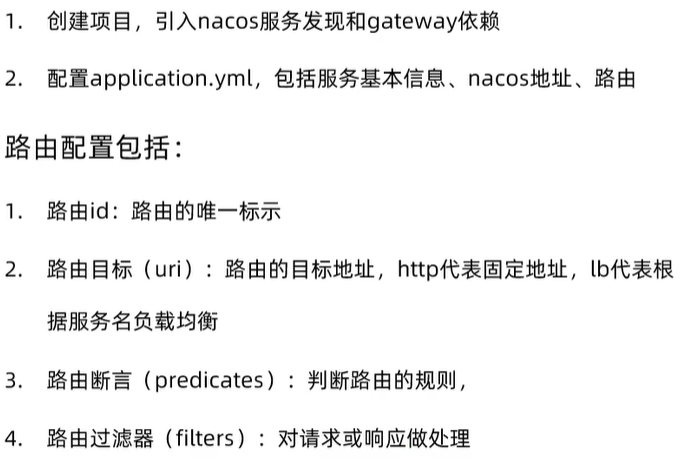 1. 创建项目，引入nacos服务发现和gateway依赖
2. 配置application.yml，包括服务基本信息、nacos地址、路由
路由配置包括：
1. 路由id：路由的唯一标示
2. 路由目标（uri）：路由的目标地址，http代表固定地址，lb代表根
据服务名负载均衡
3. 路由断言（predicates）：判断路由的规则，
4. 路由过滤器（filters）：对请求或响应做处理